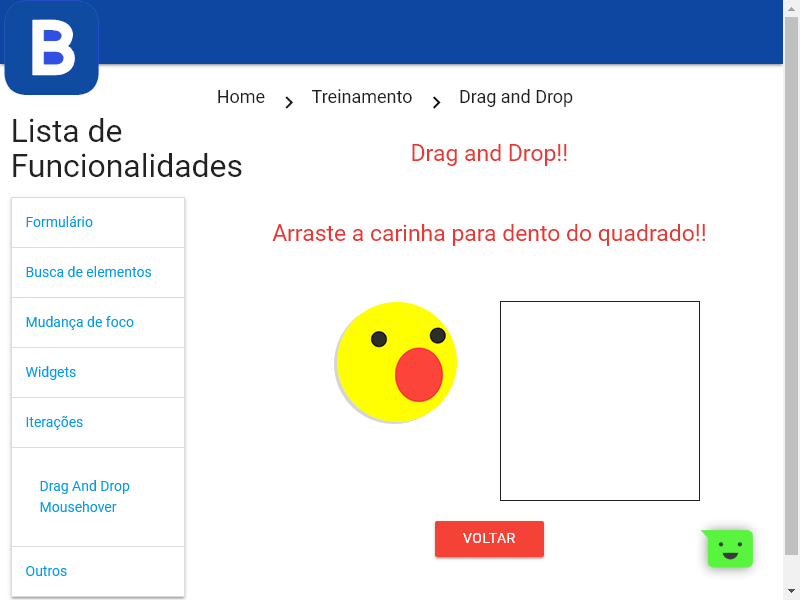 B
Home
Treinamento
Drag and Drop
Lista de
Funcionalidades
Drag and Drop!!
Formulário
Arraste a carinha para dento do quadrado!!
Busca de elementos
Mudança de foco
Widgets
Iterações
Drag And Drop
Mousehover
Outros
VOLTAR